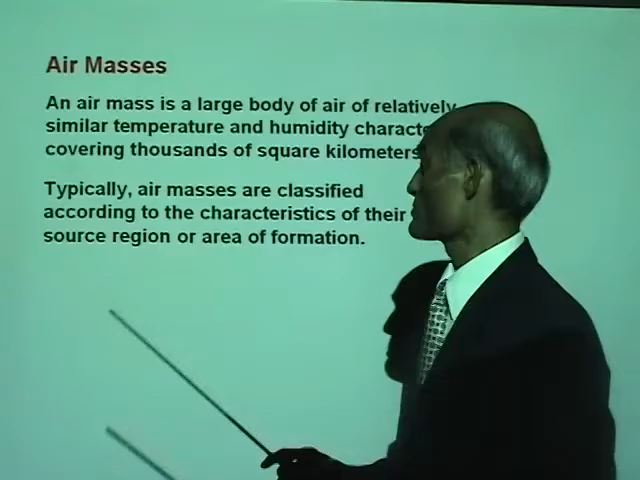 Air Masses
An air mass is a large body of air of relatively
similar temperature and humidity charact
covering thousands of square kilometers
Typically, air masses are classified
according to the characteristics of their
source region or area of formation.